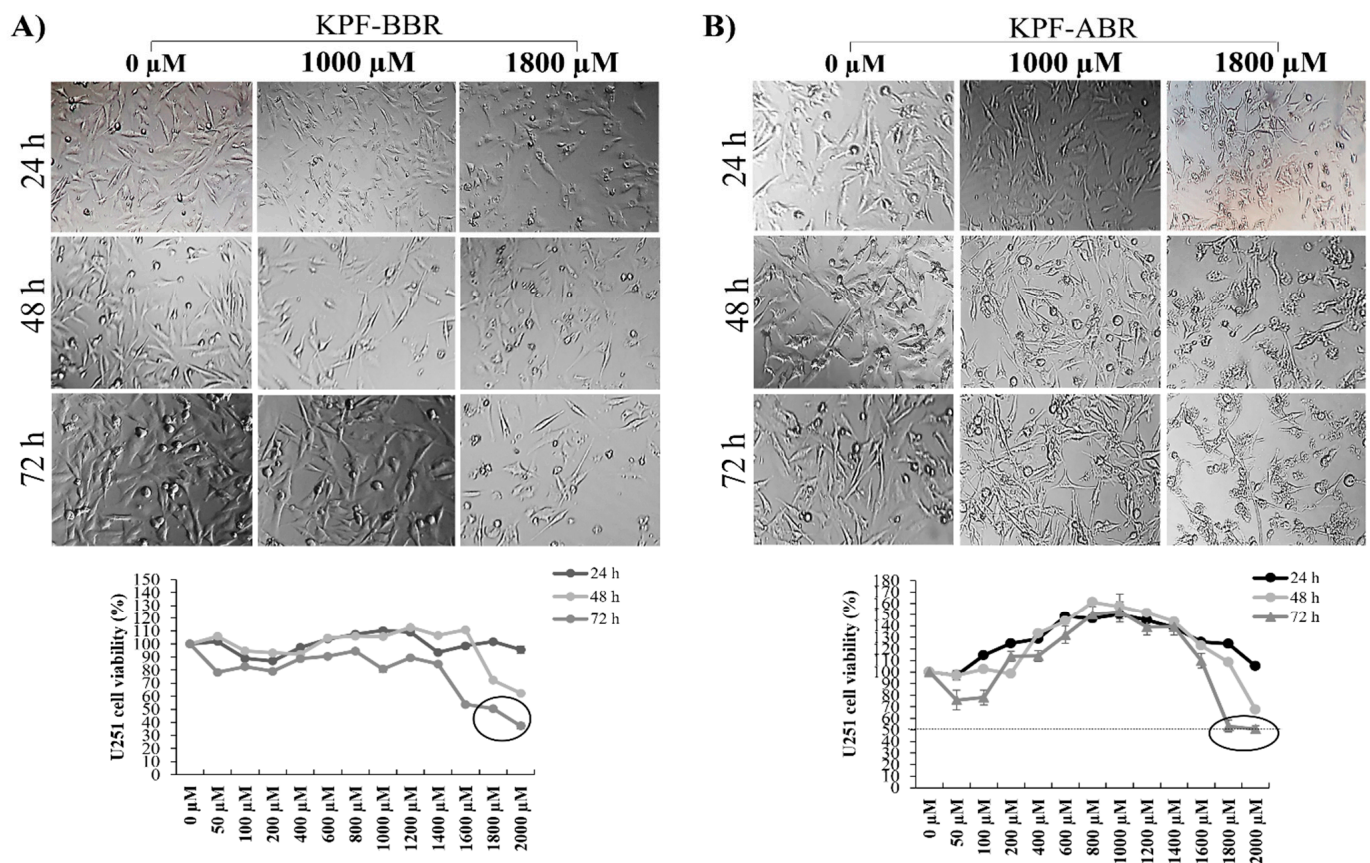 A)
KPF-BBR
0 µM 1000 µM 1800 µM
24 h
48 h
72 h
150
140
130
120
110
100
90
80
70
60
50
40
30
20
10
0
U251 cell viability (%)
24 h
48 h
72 h
0 µM
50 µM
100 µM
200 µM
400 µM
600 µM
800 µM
1000 µM
1200 µM
1400 µM
1600 µM
1800 µM
2000 µM
B)
KPF-ABR
0 µM 1000 µM 1800 µM
24 h
48 h
72 h
180
170
160
150
140
130
120
110
100
90
80
70
60
50
40
30
20
10
0
U251 cell viability (%)
24 h
48 h
72 h
0 µM
50 µM
100 µM
200 µM
400 µM
600 µM
800 µM
1000 µM
1200 µM
1400 µM
1600 µM
1800 µM
2000 µM